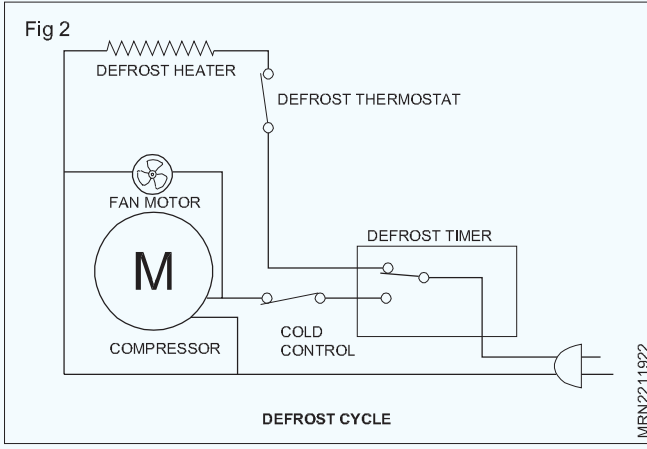 Fig 2
DEFROST HEATER
DEFROST THERMOSTAT
FAN MOTOR
DEFROST TIMER
M
COLD
CONTROL
COMPRESSOR
DEFROST CYCLE
MRN2211922